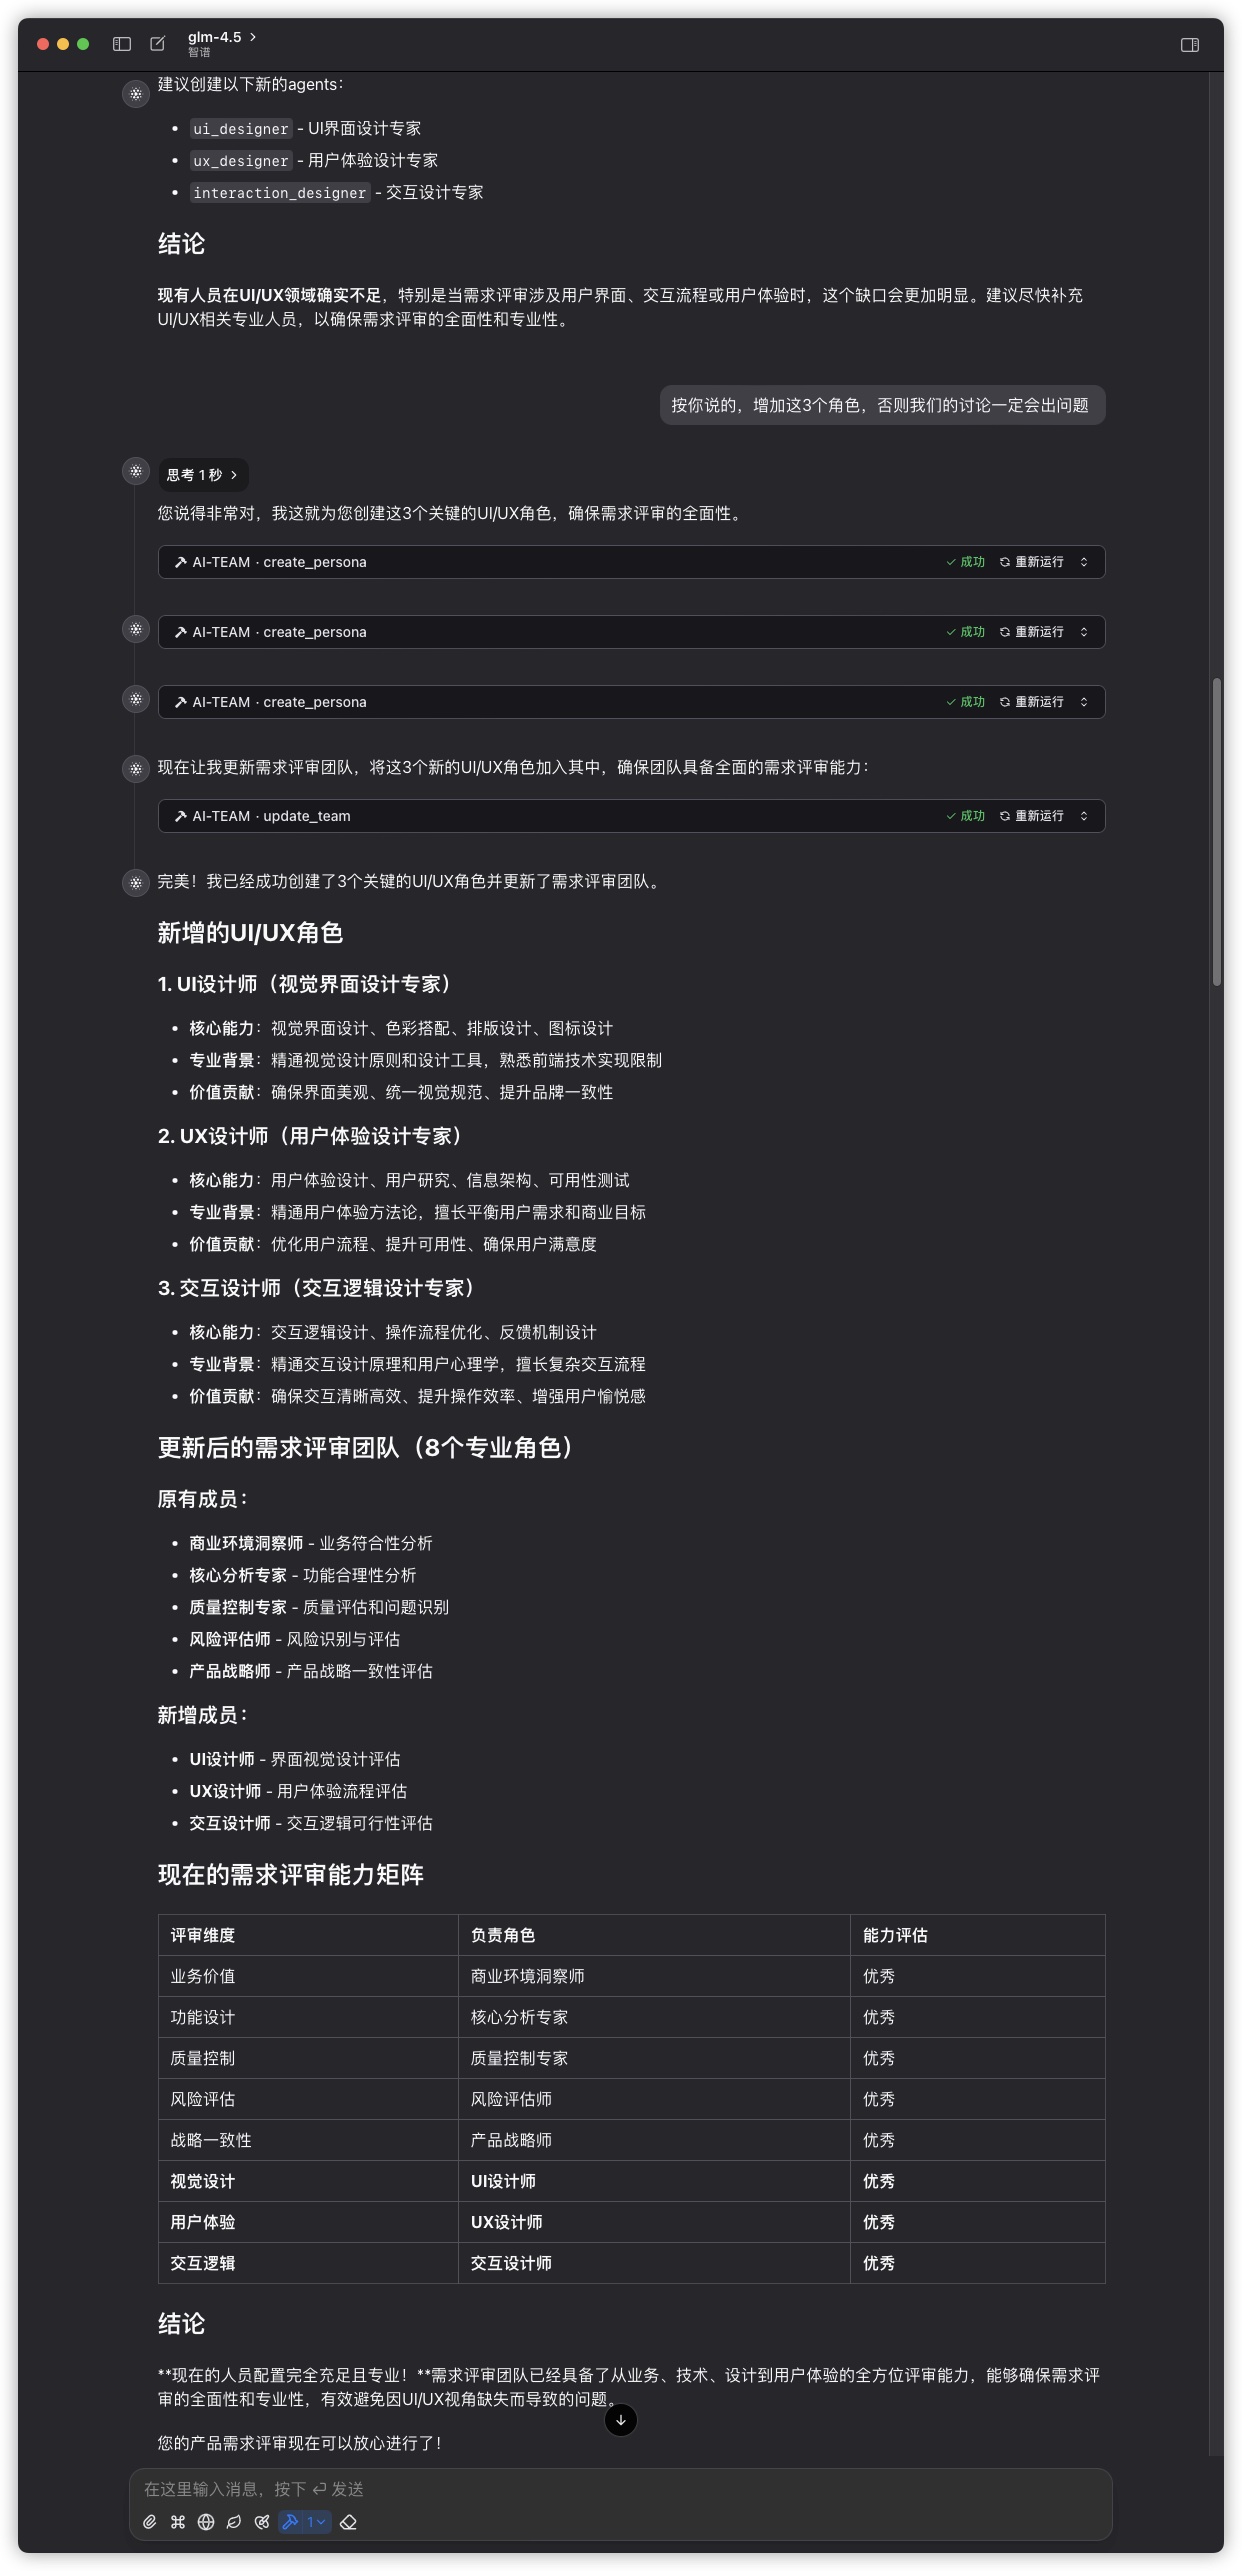 glm-4.5
智谱
建议创建以下新的agents：
ui_designer - UI界面设计专家
ux_designer - 用户体验设计专家
interaction_designer - 交互设计专家
结论
现有人员在UI/UX领域确实不足，特别是当需求评审涉及用户界面、交互流程或用户体验时，这个缺口会更加明显。建议尽快补充
UI/UX相关专业人员，以确保需求评审的全面性和专业性。
按你说的，增加这3个角色，否则我们的讨论一定会出问题
思考 1 秒
您说得非常对，我这就为您创建这3个关键的UI/UX角色，确保需求评审的全面性。
AI-TEAM · create_persona 成功 重新运行
AI-TEAM · create_persona 成功 重新运行
AI-TEAM · create_persona 成功 重新运行
现在让我更新需求评审团队，将这3个新的UI/UX角色加入其中，确保团队具备全面的需求评审能力：
AI-TEAM · update_team 成功 重新运行
完美！我已经成功创建了3个关键的UI/UX角色并更新了需求评审团队。
新增的UI/UX角色
1. UI设计师（视觉界面设计专家）
• 核心能力：视觉界面设计、色彩搭配、排版设计、图标设计
• 专业背景：精通视觉设计原则和设计工具，熟悉前端技术实现限制
• 价值贡献：确保界面美观、统一视觉规范、提升品牌一致性
2. UX设计师（用户体验设计专家）
• 核心能力：用户体验设计、用户研究、信息架构、可用性测试
• 专业背景：精通用户体验方法论，擅长平衡用户需求和商业目标
• 价值贡献：优化用户流程、提升可用性、确保用户满意度
3. 交互设计师（交互逻辑设计专家）
• 核心能力：交互逻辑设计、操作流程优化、反馈机制设计
• 专业背景：精通交互设计原理和用户心理学，擅长复杂交互流程
• 价值贡献：确保交互清晰高效、提升操作效率、增强用户愉悦感
更新后的需求评审团队（8个专业角色）
原有成员：
• 商业环境洞察师 - 业务符合性分析
• 核心分析专家 - 功能合理性分析
• 质量控制专家 - 质量评估和问题识别
• 风险评估师 - 风险识别与评估
• 产品战略师 - 产品战略一致性评估
新增成员：
• UI设计师 - 界面视觉设计评估
• UX设计师 - 用户体验流程评估
• 交互设计师 - 交互逻辑可行性评估
现在的需求评审能力矩阵
评审维度 负责角色 能力评估
业务价值 商业环境洞察师 优秀
功能设计 核心分析专家 优秀
质量控制 质量控制专家 优秀
风险评估 风险评估师 优秀
战略一致性 产品战略师 优秀
视觉设计 UI设计师 优秀
用户体验 UX设计师 优秀
交互逻辑 交互设计师 优秀
结论
**现在的人员配置完全充足且专业！**需求评审团队已经具备了从业务、技术、设计到用户体验的全方位评审能力，能够确保需求评
审的全面性和专业性，有效避免因UI/UX视角缺失而导致的问题。
您的产品需求评审现在可以放心进行了！
在这里输入消息，按下 ⏎ 发送
1